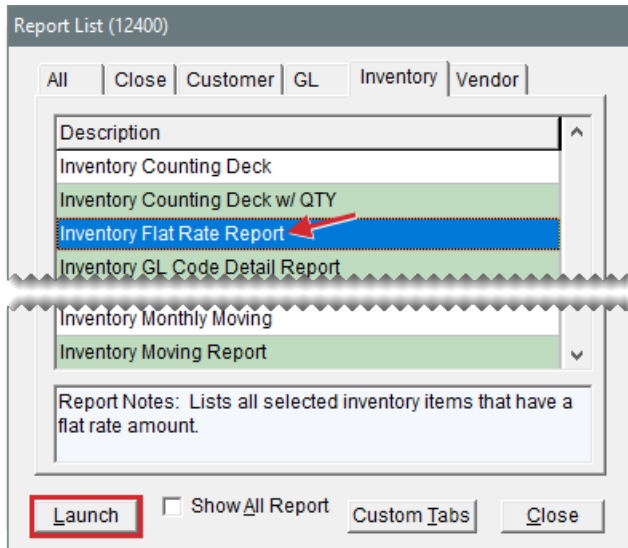 Report List (12400)
All Close Customer GL Inventory Vendor
Description
Inventory Counting Deck
Inventory Counting Deck w/ QTY
Inventory Flat Rate Report
Inventory GL Code Detail Report
Inventory Monthly Moving
Inventory Moving Report
Report Notes: Lists all selected inventory items that have a
flat rate amount.
Launch Show All Report Custom Tabs Close